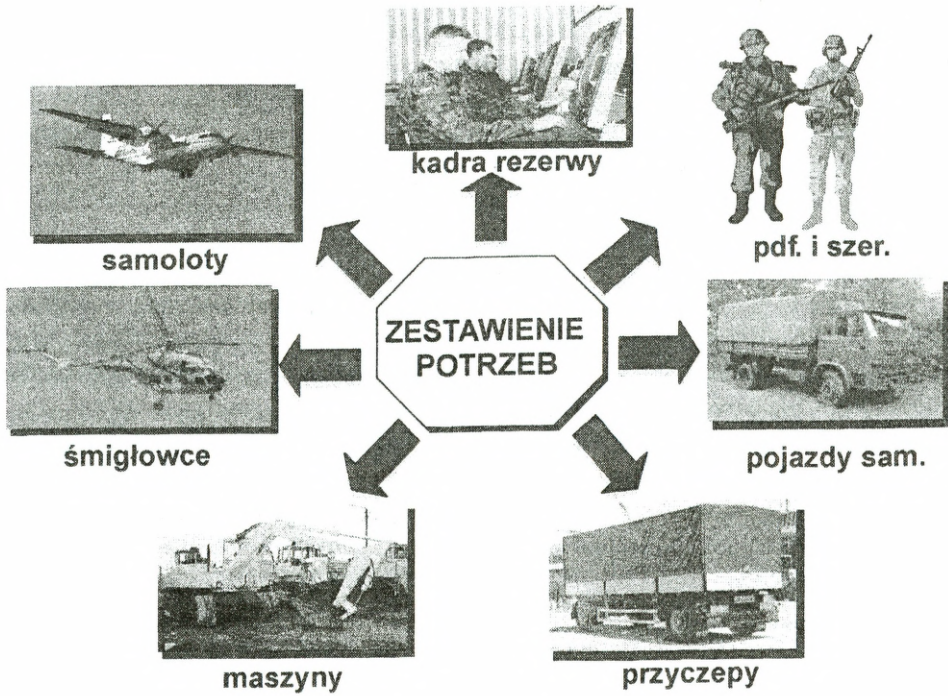 kadra rezerwy
samoloty
pdf. i szer.
ZESTAWIENIE
POTRZEB
śmigłowce
pojazdy sam.
maszyny
przyczepy